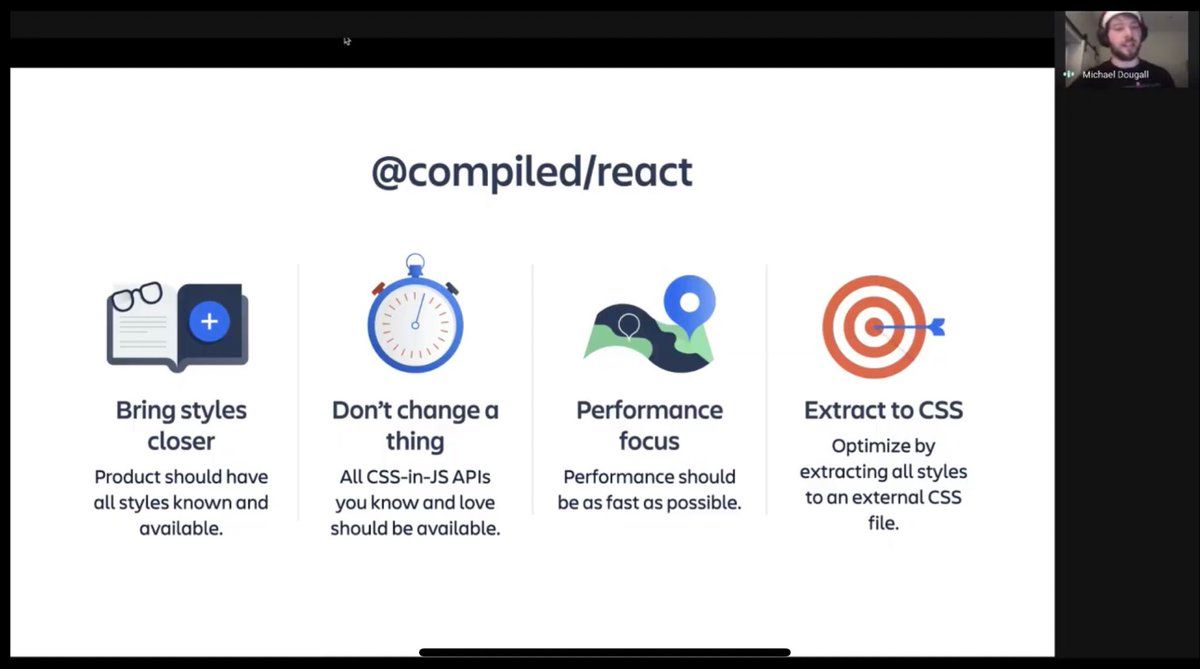 Michael Dougall
@compiled/react
Bring styles
closer
Product should have
all styles known and
available.
Don't change a
thing
All CSS-in-JS APIs
you know and love
should be available.
Performance
focus
Performance should
be as fast as possible.
Extract to CSS
Optimize by
extracting all styles
to an external CSS
file.